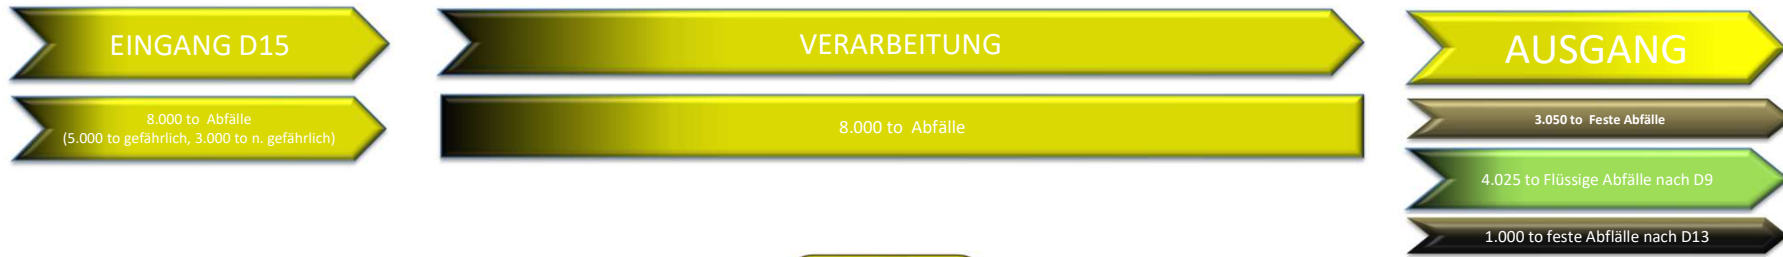 EINGANG D15
VERARBEITUNG
AUSGANG
8.000 to Abfälle
(5.000 to gefährlich, 3.000 to n. gefährlich)
8.000 to Abfälle
3.050 to Feste Abfälle
4.025 to Flüssige Abfälle nach D9
1.000 to feste Abflälle nach D13